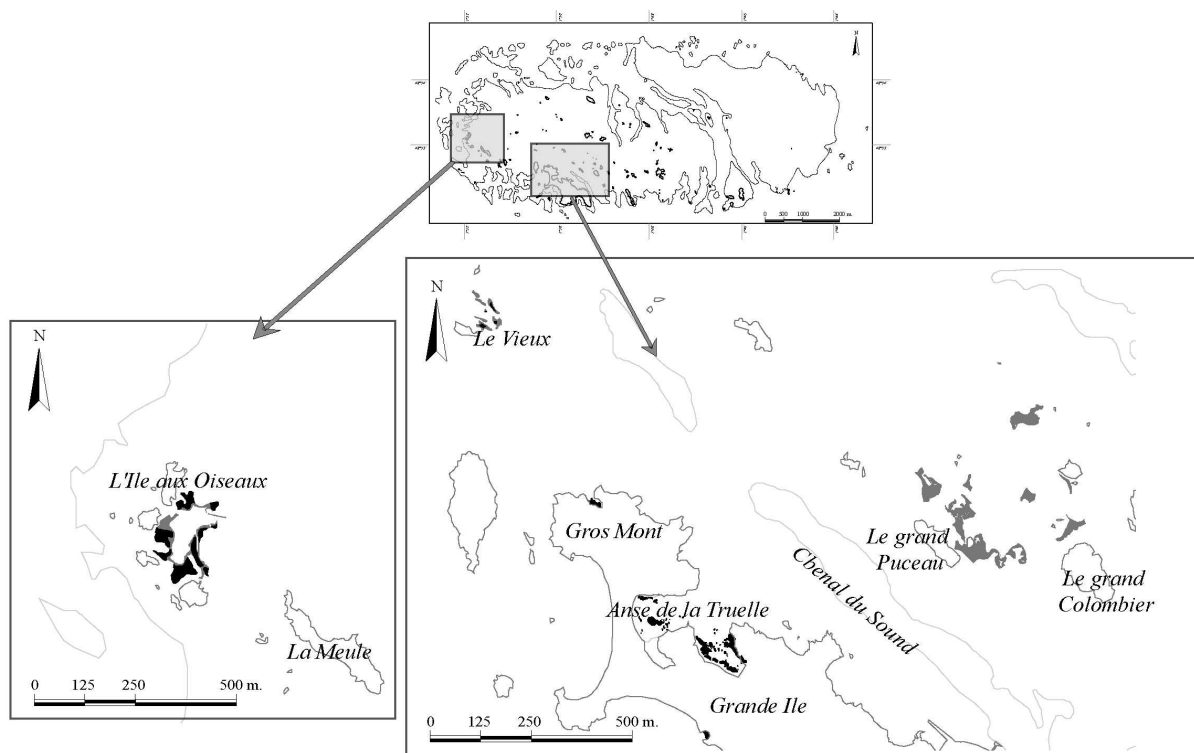 N
0 500 1000 2000 m.
N
Le Vieux
Gros Mont
Anse de la Truelle
Le grand
Puceau
Le grand
Colombier
Chenal du Sound
Grande Ile
0 125 250 500 m.
N
L'Ile aux Oiseaux
La Meule
0 125 250 500 m.